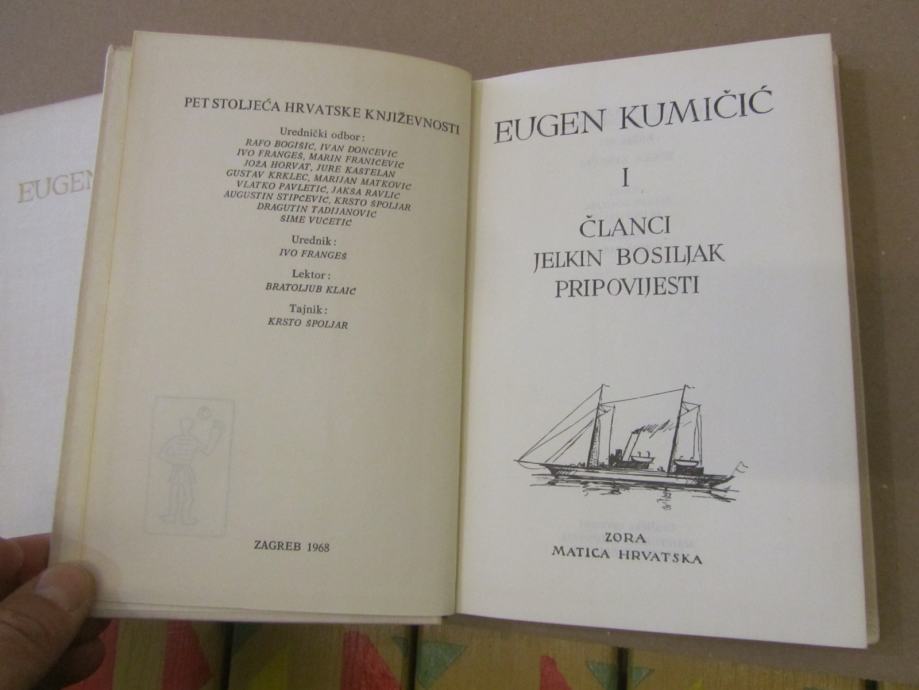 EUGEN
PET STOLJEĆA HRVATSKE KNJIŽEVNOSTI
Urednički odbor:
RAFO BOGIŠIĆ, IVAN DONČEVIĆ
IVO FRANGEŠ, MARIN FRANIČEVIĆ
JOŽA HORVAT, JURE KAŠTELAN
GUSTAV KRKLEC, MARIJAN MATKOVIĆ
VLATKO PAVLETIĆ, JAKŠA RAVLIĆ
AUGUSTIN STIPČEVIĆ, KRSTO ŠPOLJAR
DRAGUTIN TADIJANOVIĆ
ŠIME VUČETIĆ
Urednik:
IVO FRANGEŠ
Lektor:
BRATOLJUB KLAIĆ
Tajnik:
KRSTO ŠPOLJAR
ZAGREB 1968
EUGEN KUMIČIĆ
I
ČLANCI
JELKIN BOSILJAK
PRIPOVIJESTI
ZORA
MATICA HRVATSKA